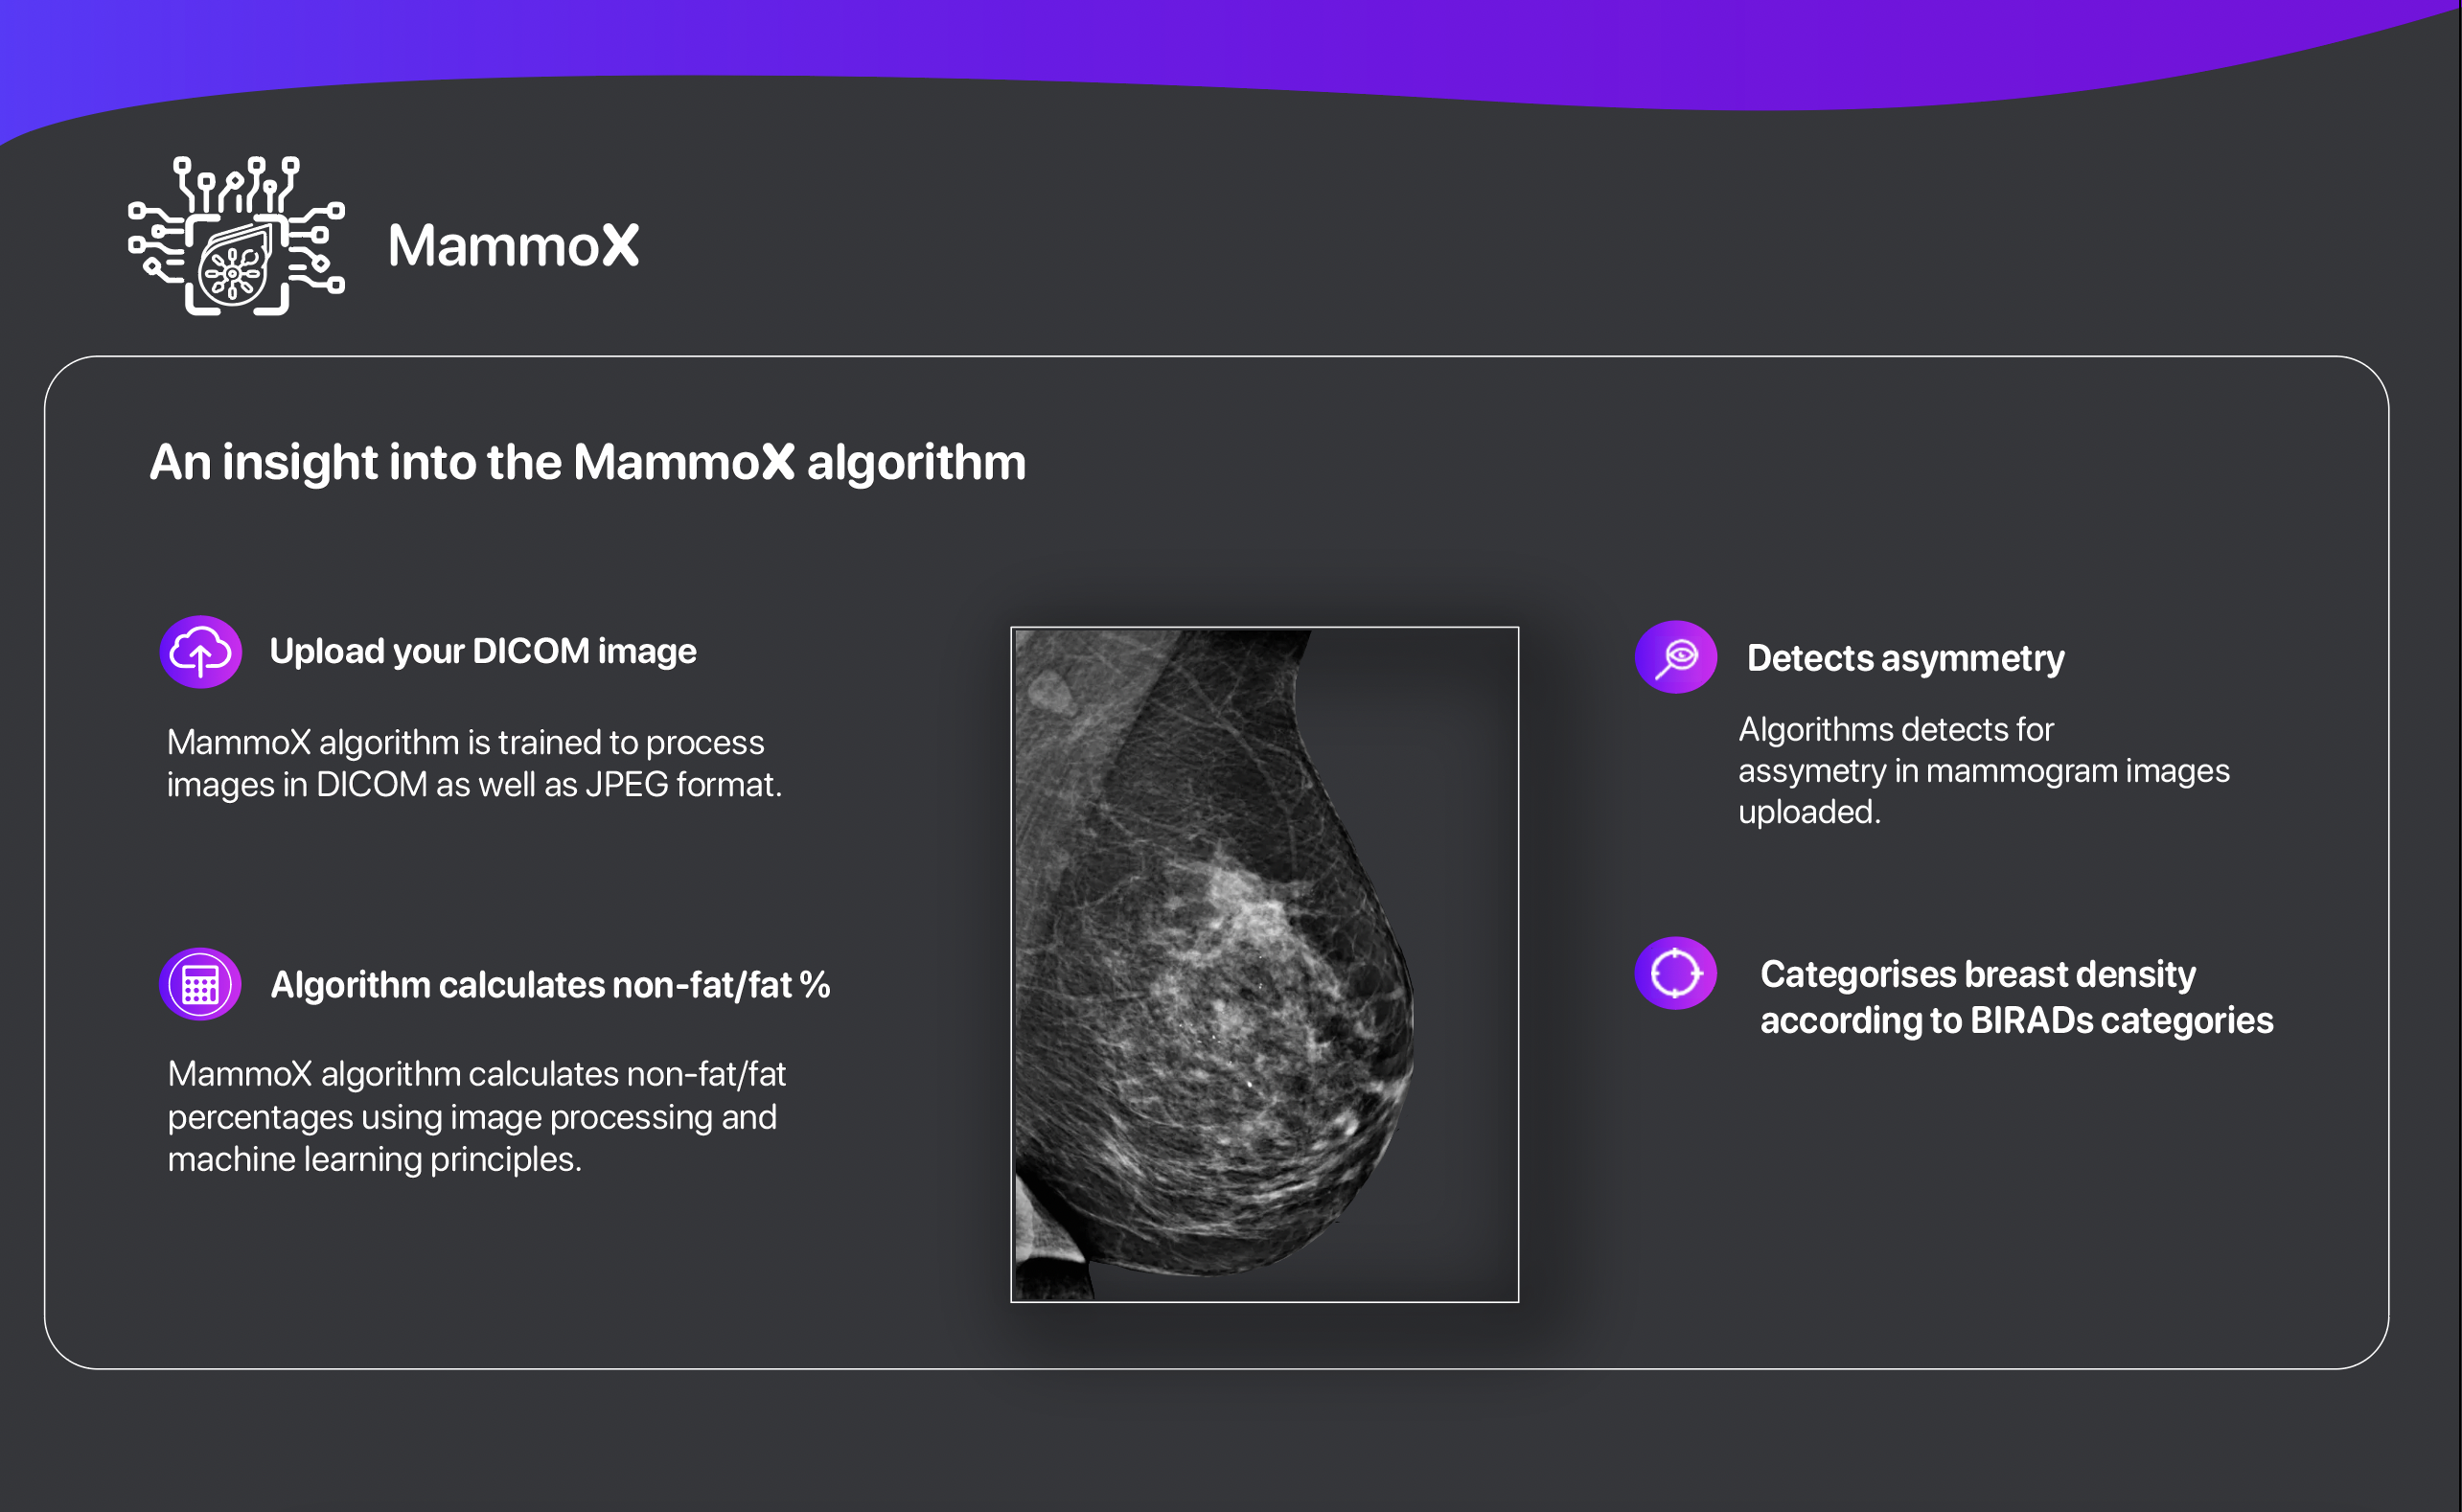 MammoX
An insight into the MammoX algorithm
Upload your DICOM image
MammoX algorithm is trained to process
images in DICOM as well as JPEG format.
Algorithm calculates non-fat/fat %
MammoX algorithm calculates non-fat/fat
percentages using image processing and
machine learning principles.
Detects asymmetry
Algorithms detects for
assymetry in mammogram images
uploaded.
Categorises breast density
according to BIRADs categories